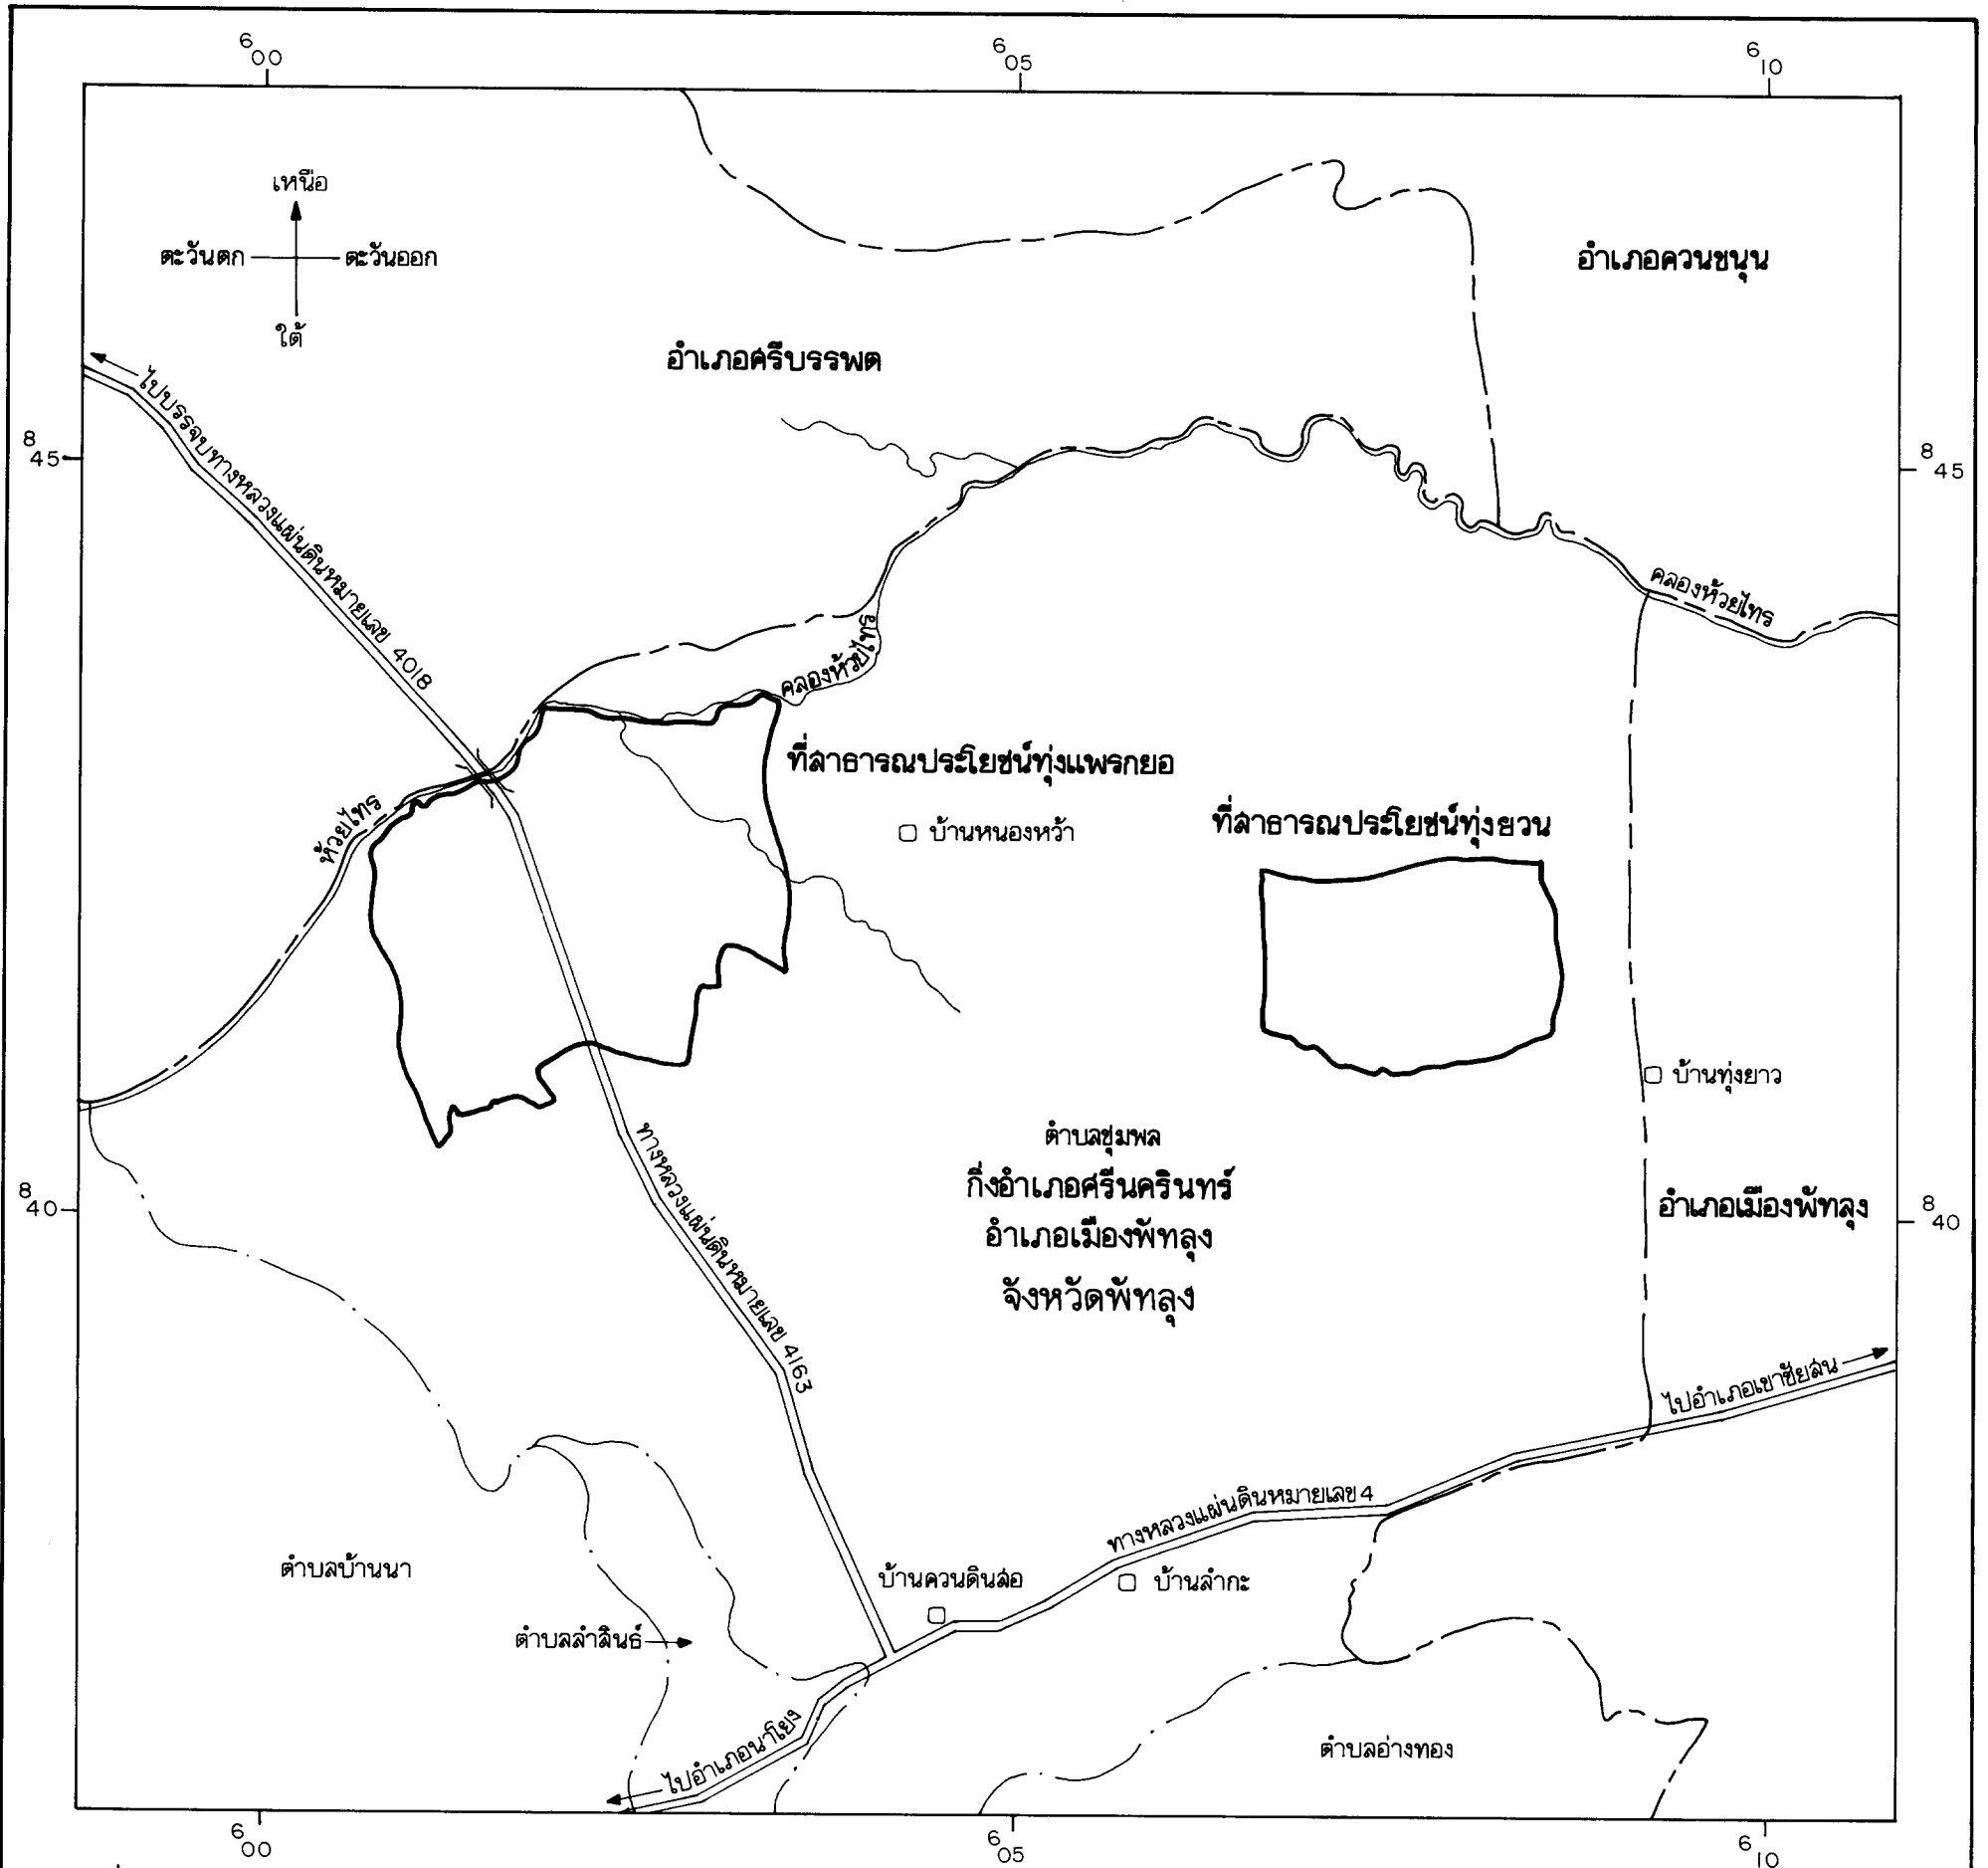 6 00
6 05
6 10
เหนือ
ตะวันตก
ตะวันออก
ใต้
อำเภอควนขนุน
อำเภอศรีบรรพต
ไปบรรจบทางหลวงแผ่นดินหมายเลข 4018
8 45
8 45
คลองห้วยไทร
คลองห้วยไทร
ห้วยไทร
ที่สาธารณประโยชน์ทุ่งแพรกยอ
บ้านหนองหว้า
ที่สาธารณประโยชน์ทุ่งยวน
บ้านทุ่งยาว
ตำบลชุมพล
กิ่งอำเภอศรีนครินทร์
อำเภอเมืองพัทลุง
จังหวัดพัทลุง
อำเภอเมืองพัทลุง
8 40
8 40
ทางหลวงแผ่นดินหมายเลข 4163
ไปอำเภอเขาชัยสน
ทางหลวงแผ่นดินหมายเลข 4
ตำบลบ้านนา
บ้านควนดินสอ
บ้านลำกะ
ตำบลลำสินธุ์
ไปอำเภอนาโยง
ตำบลอ่างทอง
6 00
6 05
6 10